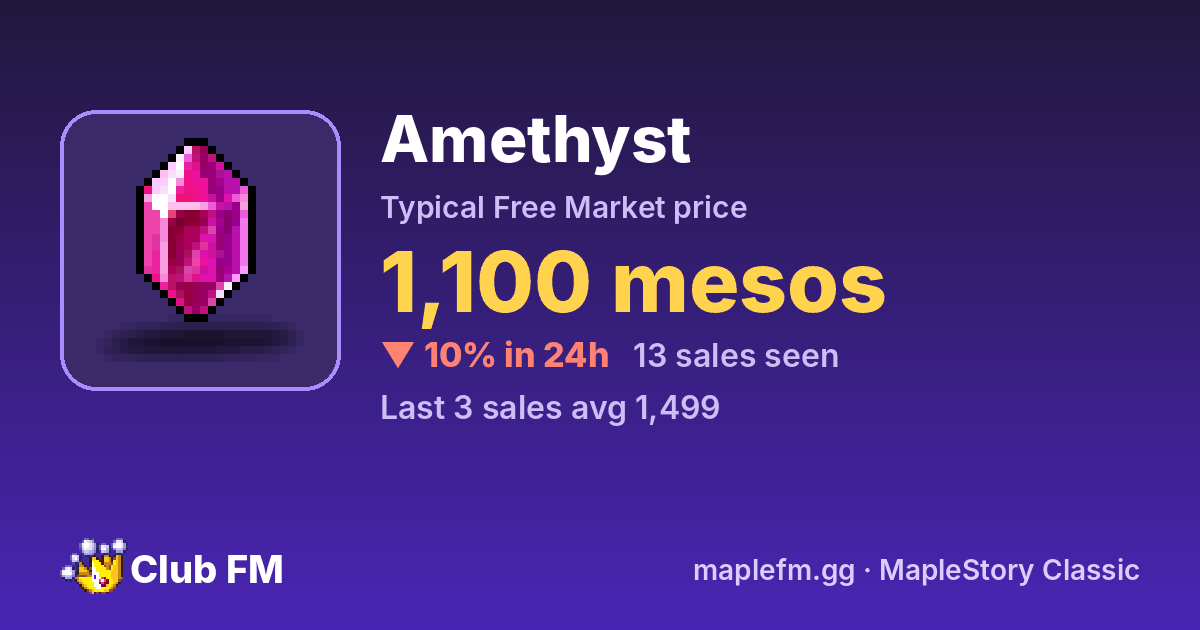 Amethyst
Typical Free Market price
1,100 mesos
▼ 10% in 24h 13 sales seen
Last 3 sales avg 1,499
Club FM
maplefm.gg · MapleStory Classic